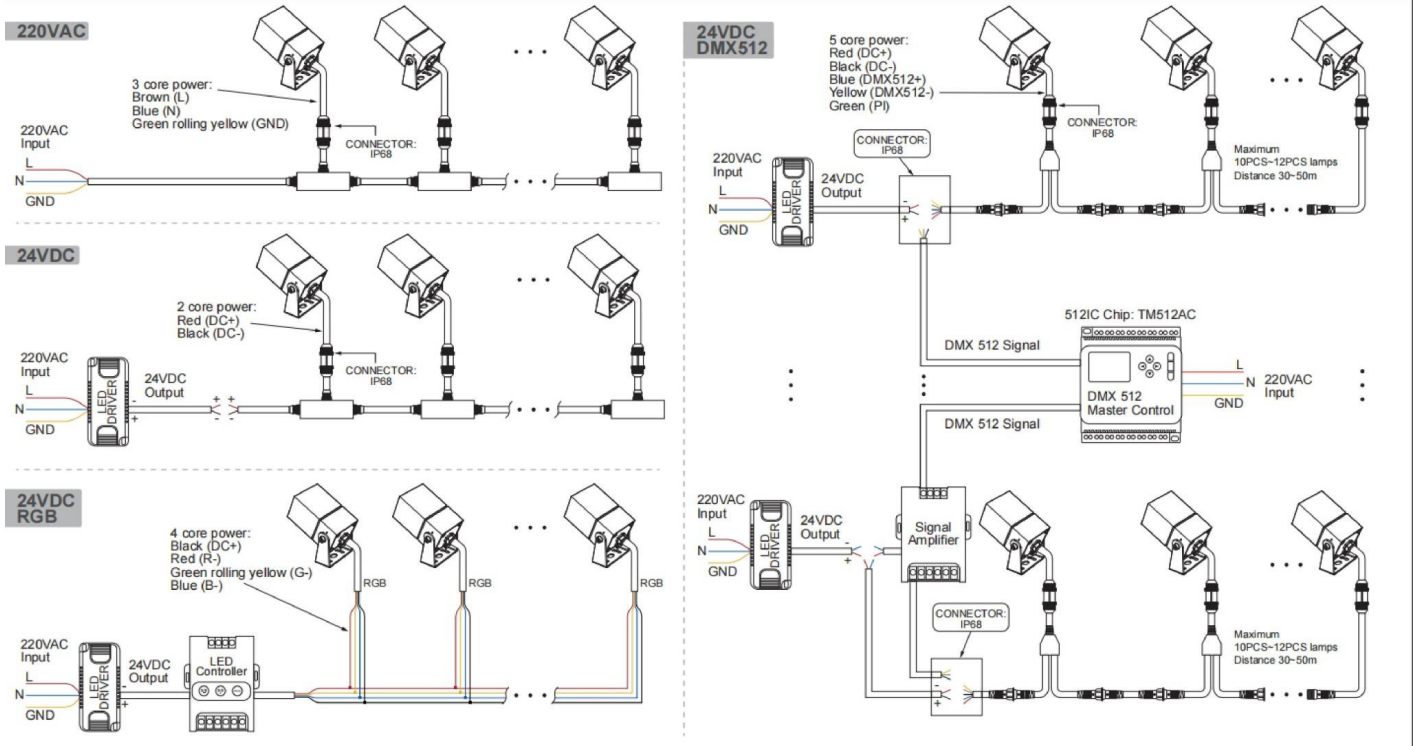 220VAC
3 core power:
Brown (L)
Blue (N)
Green rolling yellow (GND)
CONNECTOR:
IP68
220VAC
Input
L
N
GND
24VDC
2 core power:
Red (DC+)
Black (DC-)
CONNECTOR:
IP68
220VAC
Input
L
N
GND
LED
DRIVER
24VDC
Output
-
+
+ +
- -
24VDC
RGB
4 core power:
Black (DC+)
Red (R-)
Green rolling yellow (G-)
Blue (B-)
RGB
RGB
RGB
220VAC
Input
L
N
GND
LED
DRIVER
24VDC
Output
-
+
LED
Controller
24VDC
DMX512
5 core power:
Red (DC+)
Black (DC-)
Blue (DMX512+)
Yellow (DMX512-)
Green (PI)
CONNECTOR:
IP68
CONNECTOR:
IP68
Maximum
10PCS~12PCS lamps
Distance 30~50m
220VAC
Input
L
N
GND
LED
DRIVER
24VDC
Output
-
+
512IC Chip: TM512AC
DMX 512 Signal
DMX 512
Master Control
L
N
GND
220VAC
Input
DMX 512 Signal
220VAC
Input
L
N
GND
LED
DRIVER
24VDC
Output
-
+
Signal
Amplifier
CONNECTOR:
IP68
-
+
Maximum
10PCS~12PCS lamps
Distance 30~50m